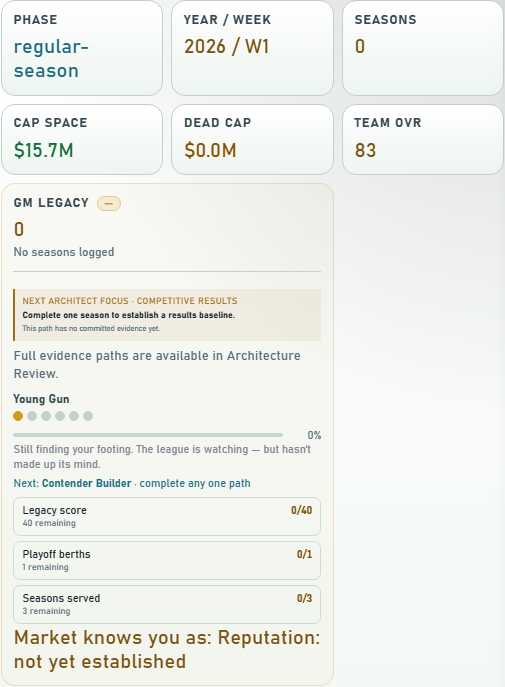 PHASE
regular-
season
YEAR / WEEK
2026 / W1
SEASONS
0
CAP SPACE
$15.7M
DEAD CAP
$0.0M
TEAM OVR
83
GM LEGACY —
0
No seasons logged
NEXT ARCHITECT FOCUS · COMPETITIVE RESULTS
Complete one season to establish a results baseline.
This path has no committed evidence yet.
Full evidence paths are available in Architecture
Review.
Young Gun
0%
Still finding your footing. The league is watching — but hasn't
made up its mind.
Next: Contender Builder · complete any one path
Legacy score 0/40
40 remaining
Playoff berths 0/1
1 remaining
Seasons served 0/3
3 remaining
Market knows you as: Reputation:
not yet established